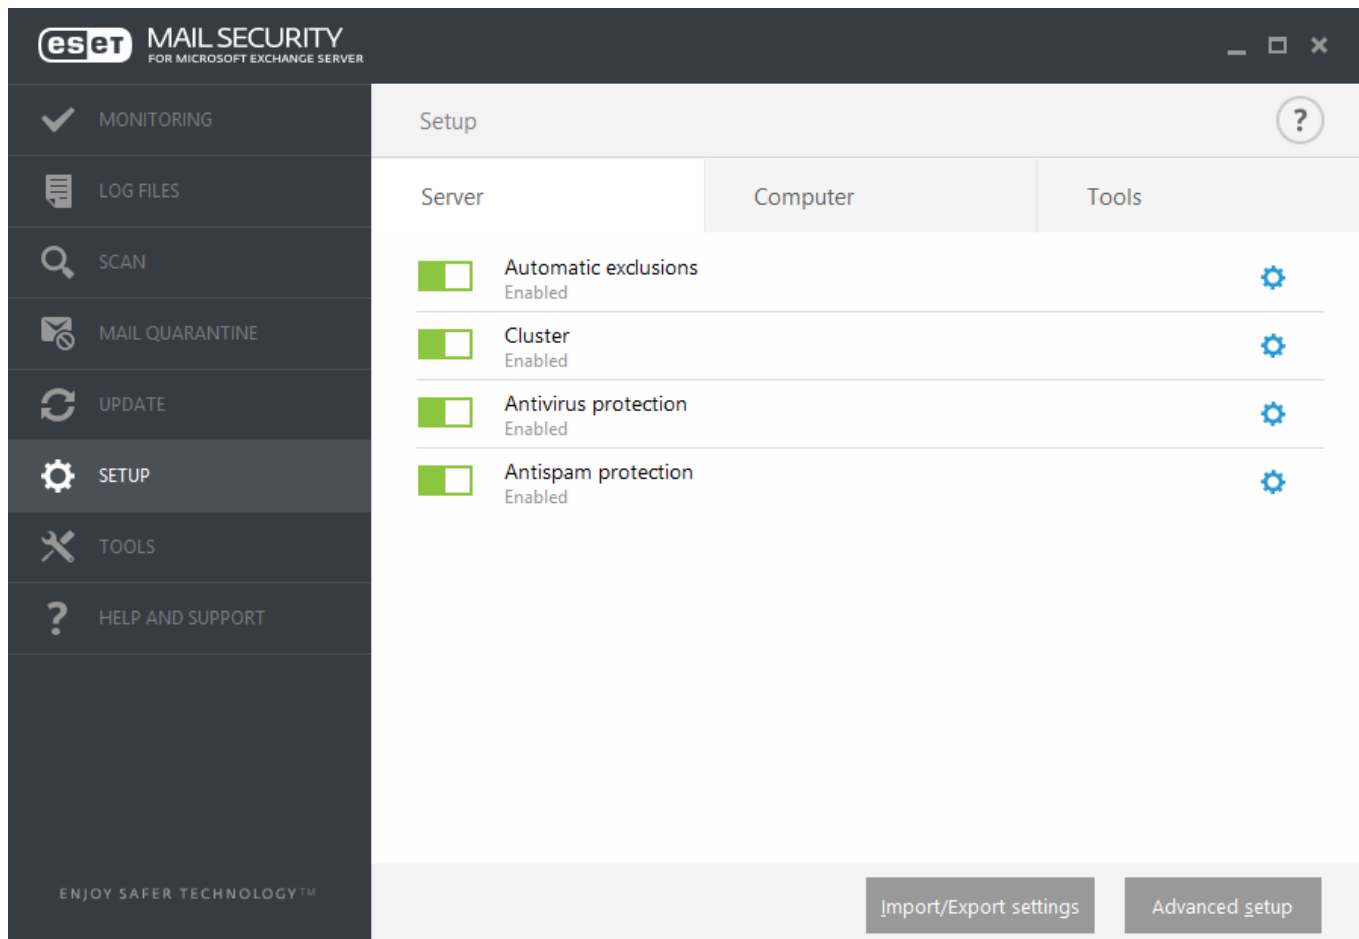 eset MAIL SECURITY
FOR MICROSOFT EXCHANGE SERVER
MONITORING
LOG FILES
SCAN
MAIL QUARANTINE
UPDATE
SETUP
TOOLS
HELP AND SUPPORT
ENJOY SAFER TECHNOLOGY™
Setup
?
Server Computer Tools
Automatic exclusions
Enabled
Cluster
Enabled
Antivirus protection
Enabled
Antispam protection
Enabled
Import/Export settings Advanced setup